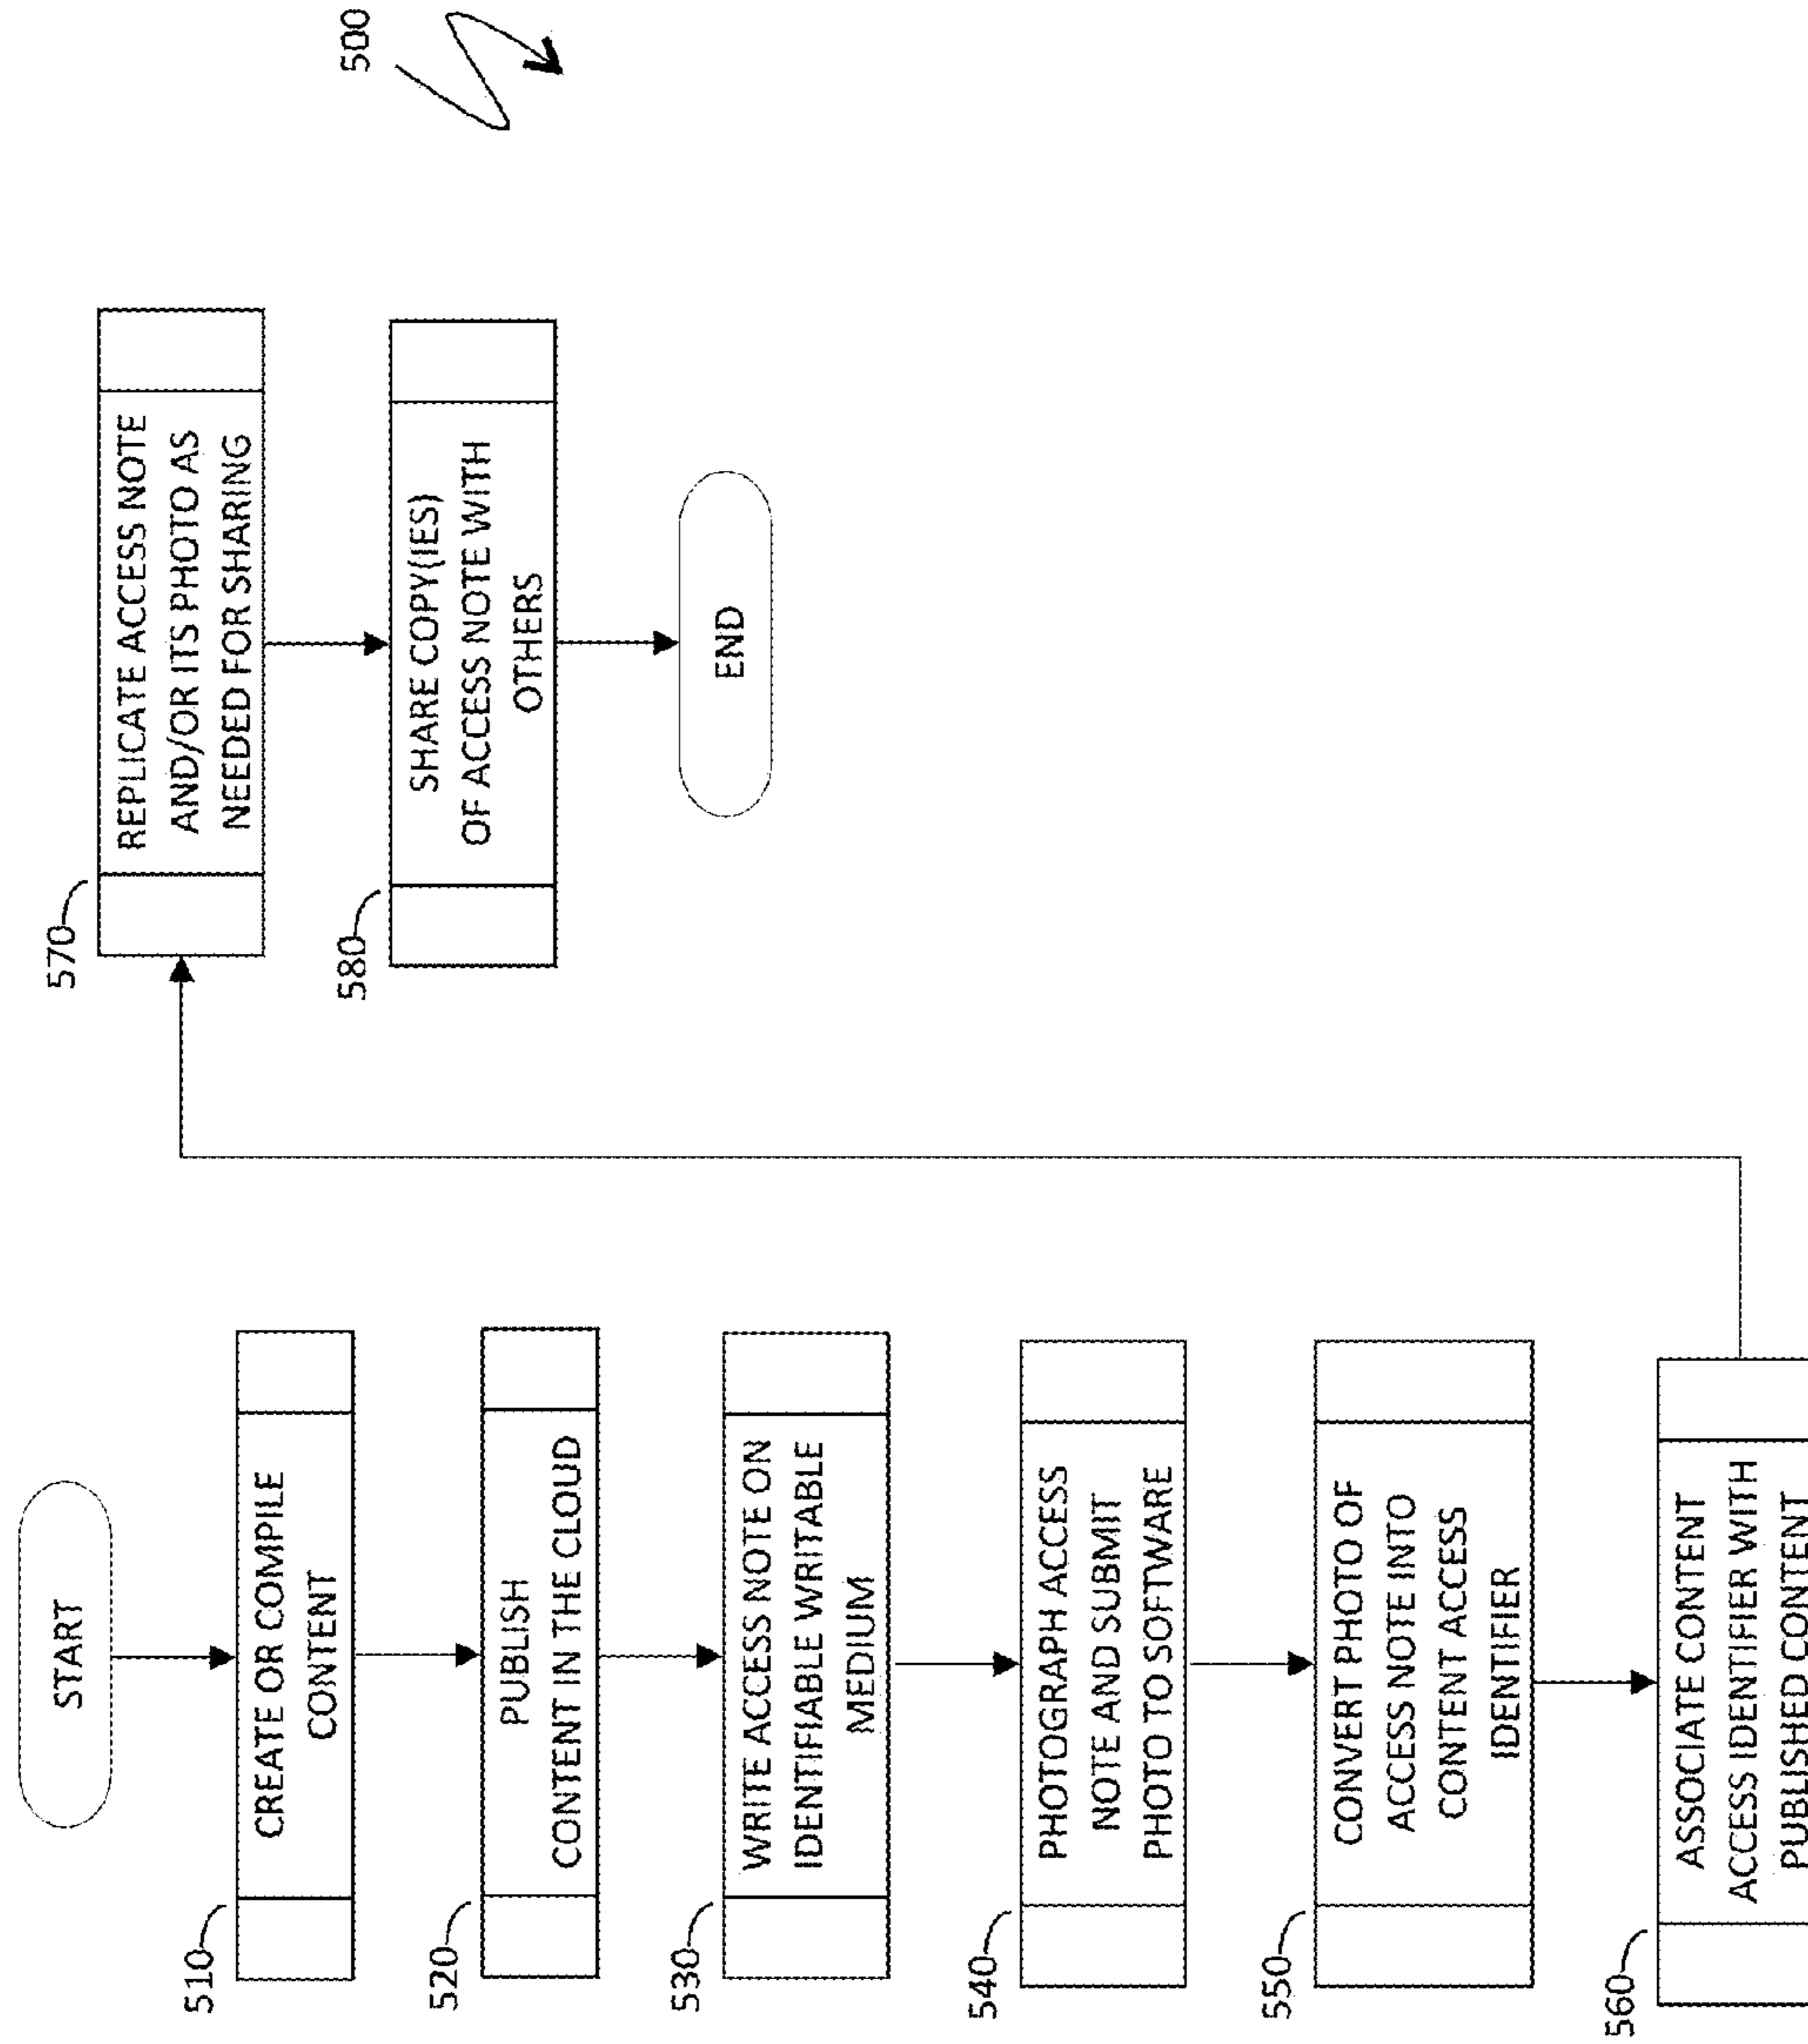 500
START
510
CREATE OR COMPILE
CONTENT
520
PUBLISH
CONTENT IN THE CLOUD
530
WRITE ACCESS NOTE ON
IDENTIFIABLE WRITABLE
MEDIUM
540
PHOTOGRAPH ACCESS
NOTE AND SUBMIT
PHOTO TO SOFTWARE
550
CONVERT PHOTO OF
ACCESS NOTE INTO
CONTENT ACCESS
IDENTIFIER
560
ASSOCIATE CONTENT
ACCESS IDENTIFIER WITH
PUBLISHED CONTENT
570
REPLICATE ACCESS NOTE
AND/OR ITS PHOTO AS
NEEDED FOR SHARING
580
SHARE COPY(IES)
OF ACCESS NOTE WITH
OTHERS
END